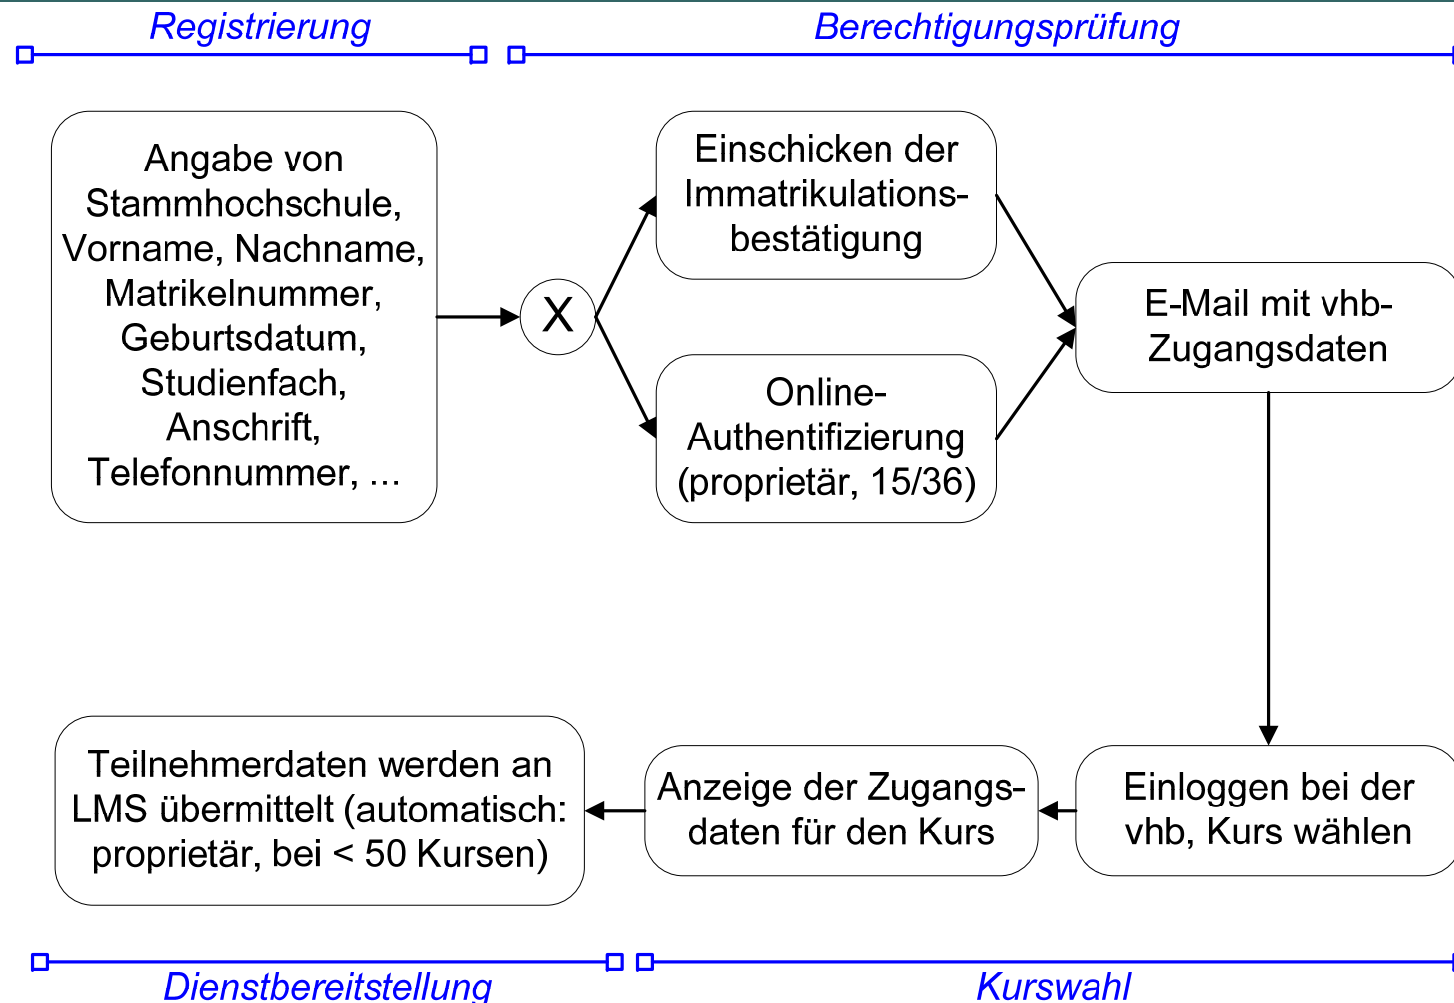 Registrierung
Berechtigungsprüfung
Angabe von
Stammhochschule,
Vorname, Nachname,
Matrikelnummer,
Geburtsdatum,
Studienfach,
Anschrift,
Telefonnummer, ...
X
Einschicken der
Immatrikulations-
bestätigung
Online-
Authentifizierung
(proprietär, 15/36)
E-Mail mit vhb-
Zugangsdaten
Einloggen bei der
vhb, Kurs wählen
Anzeige der Zugangs-
daten für den Kurs
Teilnehmerdaten werden an
LMS übermittelt (automatisch:
proprietär, bei < 50 Kursen)
Dienstbereitstellung
Kurswahl